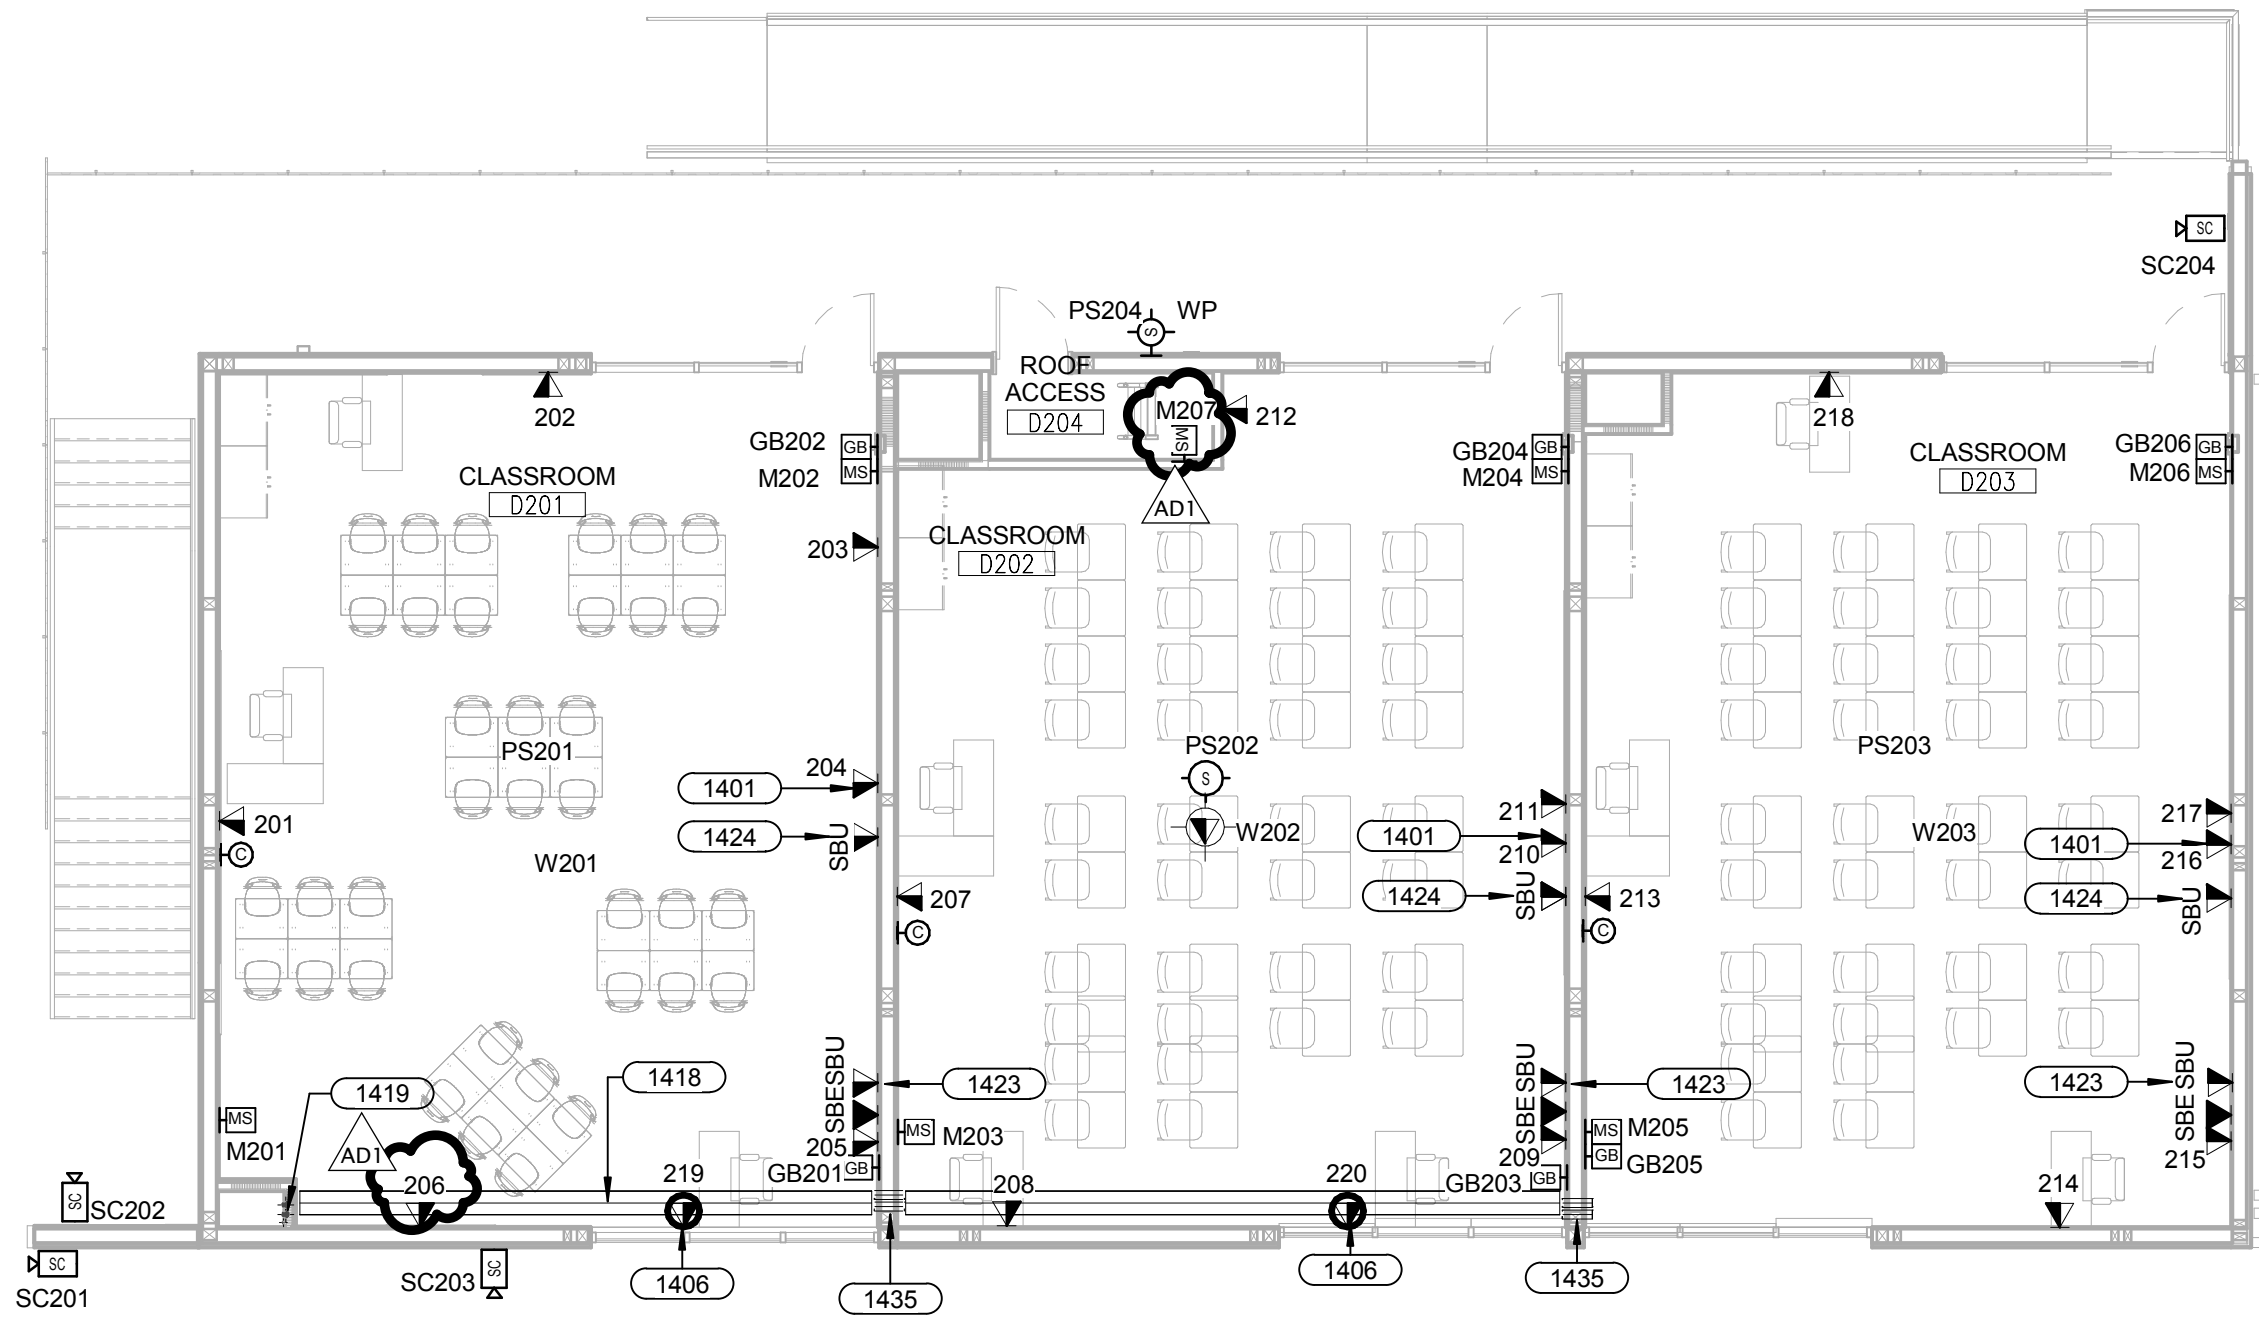 SC
SC204
PS204
S
WP
ROOF
ACCESS
D204
M207
MS
AD1
212
202
218
GB202
GB
M202
MS
GB204
GB
M204
MS
GB206
GB
M206
MS
CLASSROOM
D201
CLASSROOM
D202
CLASSROOM
D203
203
PS201
PS202
S
PS203
204
1401
1424
SBU
201
C
W201
W202
W203
207
C
211
1401
210
1424
SBU
213
C
217
1401
216
1424
SBU
1419
1418
SBU
SBE
1423
SBU
SBE
1423
1423
SBU
SBE
MS
M201
AD1
206
219
205
GB201
GB
MS
M203
208
220
209
GB203
GB
MS
M205
GB
GB205
214
215
SC
SC202
SC
SC201
SC203
SC
1406
1435
1406
1435